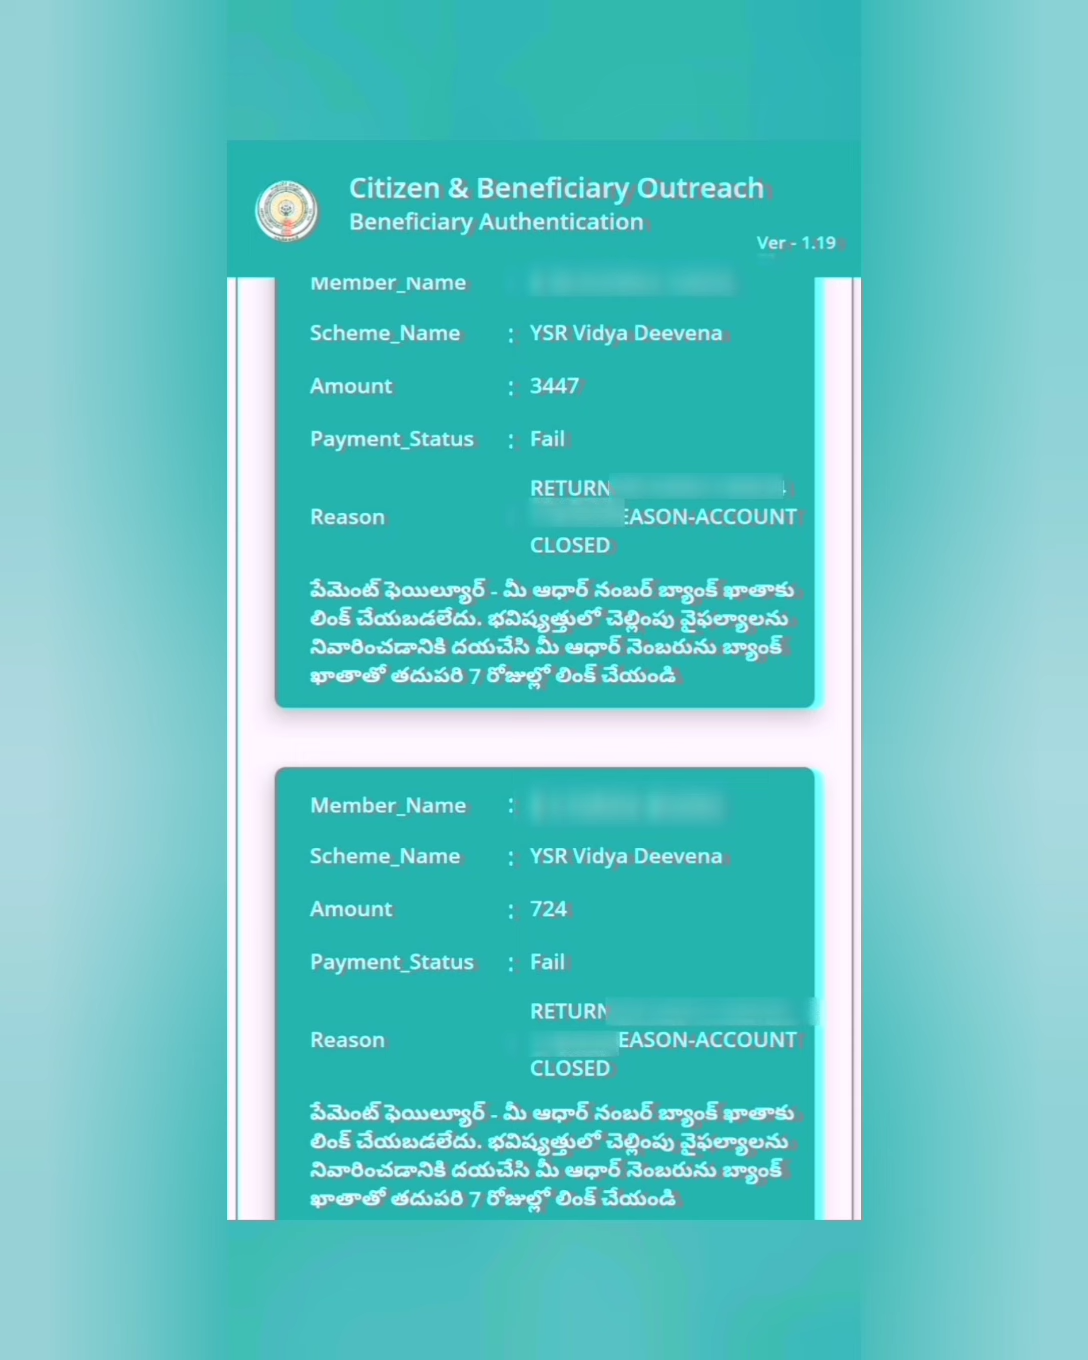 Citizen & Beneficiary Outreach
Beneficiary Authentication
Ver - 1.19
Member_Name
Scheme_Name : YSR Vidya Deevena
Amount : 3447
Payment_Status : Fail
RETURN
Reason EASON-ACCOUNT
CLOSED
పేమెంట్ ఫెయిల్యూర్ - మీ ఆధార్ నంబర్ బ్యాంక్ ఖాతాకు
లింక్ చేయబడలేదు. భవిష్యత్తులో చెల్లింపు వైఫల్యాలను
నివారించడానికి దయచేసి మీ ఆధార్ నెంబరును బ్యాంక్
ఖాతాతో తదుపరి 7 రోజుల్లో లింక్ చేయండి
Member_Name :
Scheme_Name : YSR Vidya Deevena
Amount : 724
Payment_Status : Fail
RETURN
Reason EASON-ACCOUNT
CLOSED
పేమెంట్ ఫెయిల్యూర్ - మీ ఆధార్ నంబర్ బ్యాంక్ ఖాతాకు
లింక్ చేయబడలేదు. భవిష్యత్తులో చెల్లింపు వైఫల్యాలను
నివారించడానికి దయచేసి మీ ఆధార్ నెంబరును బ్యాంక్
ఖాతాతో తదుపరి 7 రోజుల్లో లింక్ చేయండి